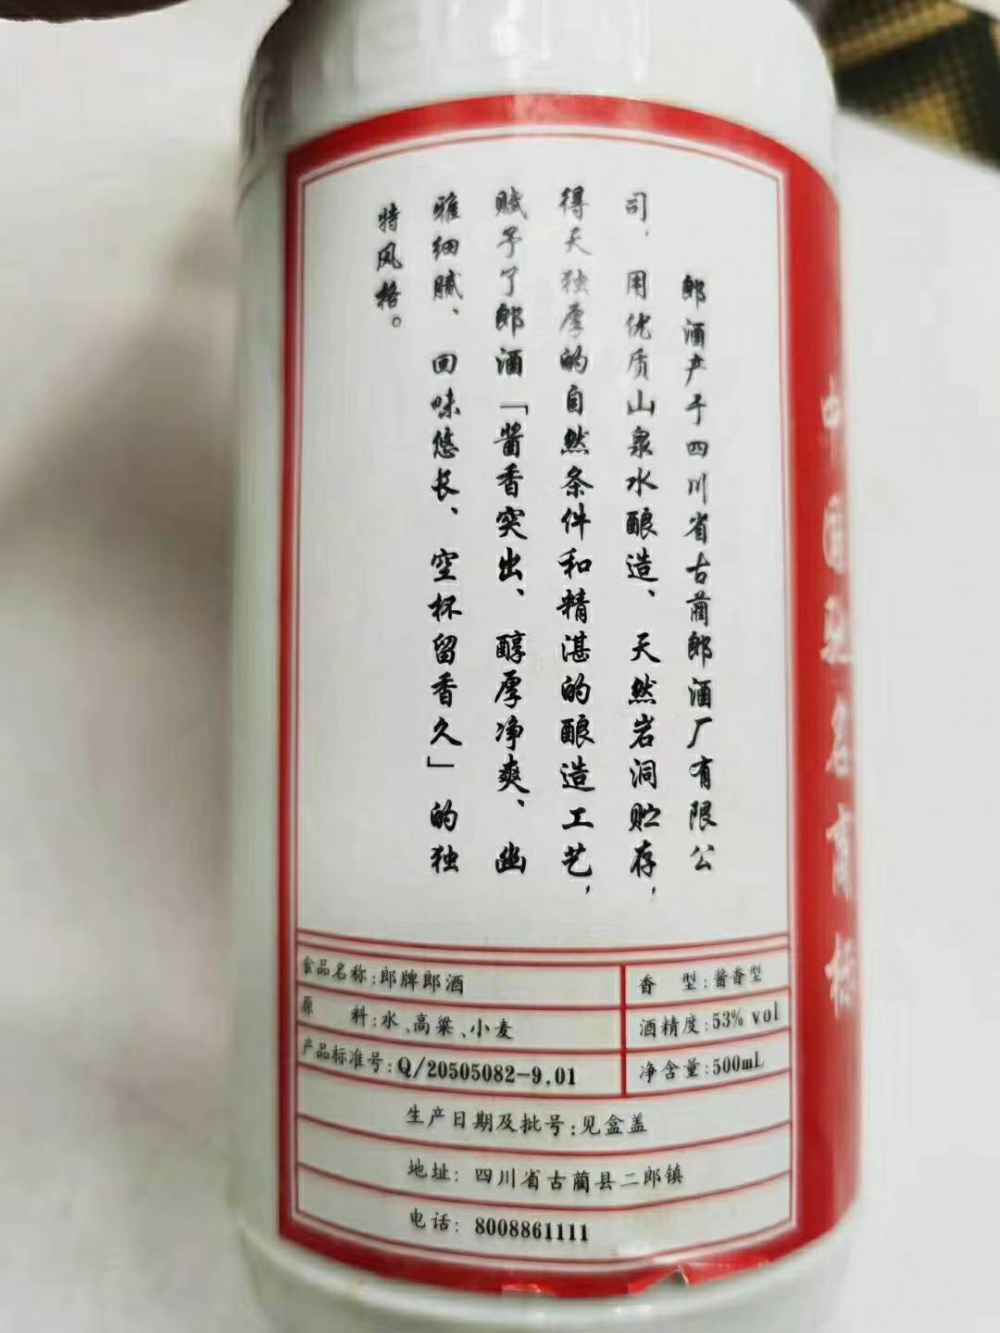 郎酒产于四川省古蔺郎酒厂有限公
司，用优质山泉水酿造、天然岩洞贮存，
得天独厚的自然条件和精湛的酿造工艺，
赋予了郎酒「酱香突出、醇厚净爽、幽
雅细腻、回味悠长、空杯留香久」的独
特风格。
食品名称:郎牌郎酒
香 型:酱香型
原 料:水、高粱、小麦
酒精度:53% vol
产品标准号:Q/20505082-9.01
净含量:500mL
生产日期及批号:见盒盖
地址: 四川省古蔺县二郎镇
电话: 8008861111
中国驰名商标